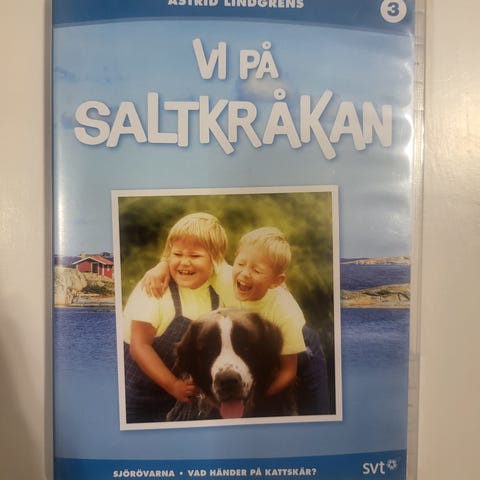 ASTRID LINDGRENS
3
VI PÅ
SALTKRÅKAN
SJÖRÖVARNA • VAD HÄNDER PÅ KATTSKÄR?
svt